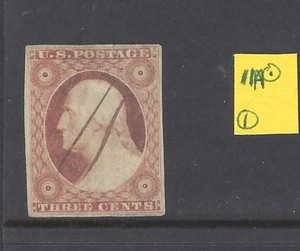 U.S. POSTAGE
11A
1
THREE CENTS